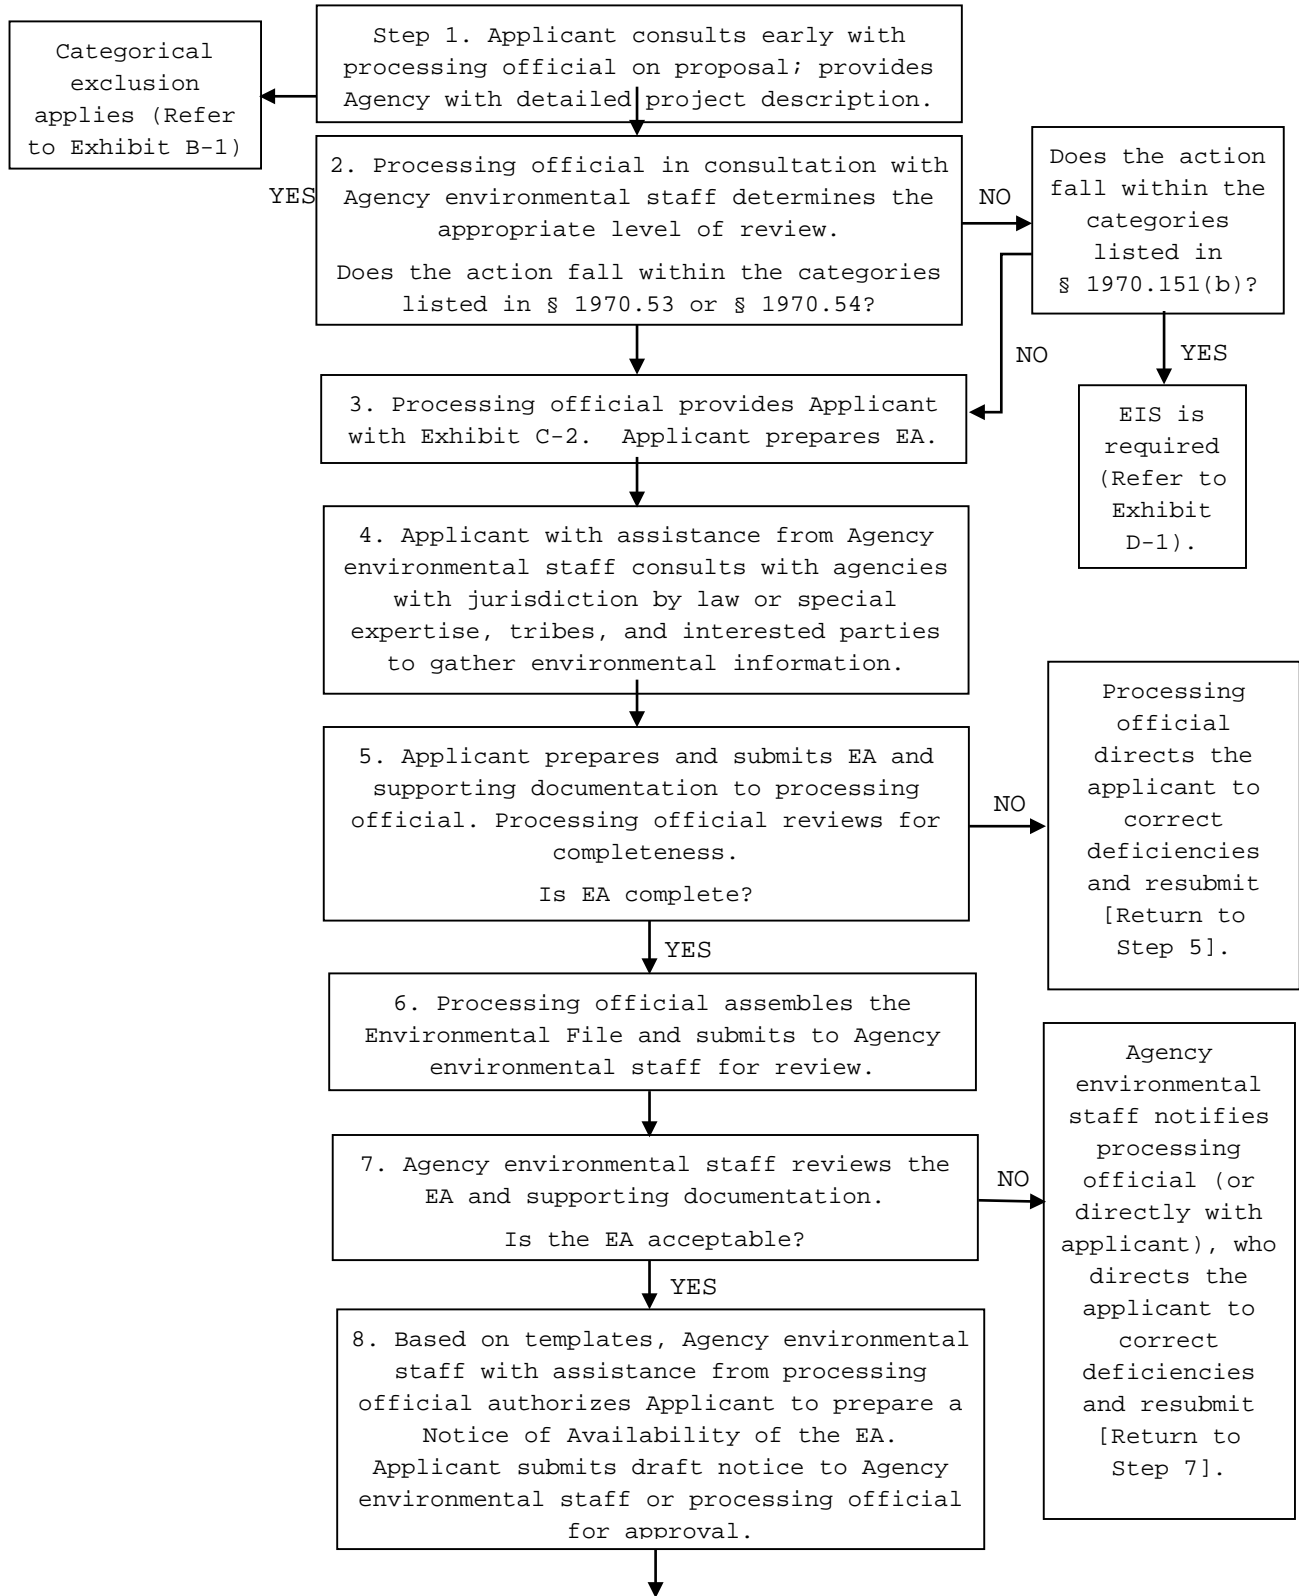 Categorical
exclusion
applies (Refer
to Exhibit B-1)
Step 1. Applicant consults early with
processing official on proposal; provides
Agency with detailed project description.
YES
2. Processing official in consultation with
Agency environmental staff determines the
appropriate level of review.
Does the action fall within the categories
listed in § 1970.53 or § 1970.54?
NO
Does the action
fall within the
categories
listed in
§ 1970.151(b)?
NO
YES
EIS is
required
(Refer to
Exhibit
D-1).
3. Processing official provides Applicant
with Exhibit C-2.  Applicant prepares EA.
4. Applicant with assistance from Agency
environmental staff consults with agencies
with jurisdiction by law or special
expertise, tribes, and interested parties
to gather environmental information.
5. Applicant prepares and submits EA and
supporting documentation to processing
official. Processing official reviews for
completeness.
Is EA complete?
NO
Processing
official
directs the
applicant to
correct
deficiencies
and resubmit
[Return to
Step 5].
YES
6. Processing official assembles the
Environmental File and submits to Agency
environmental staff for review.
7. Agency environmental staff reviews the
EA and supporting documentation.
Is the EA acceptable?
NO
Agency
environmental
staff notifies
processing
official (or
directly with
applicant), who
directs the
applicant to
correct
deficiencies
and resubmit
[Return to
Step 7].
YES
8. Based on templates, Agency environmental
staff with assistance from processing
official authorizes Applicant to prepare a
Notice of Availability of the EA.
Applicant submits draft notice to Agency
environmental staff or processing official
for approval.